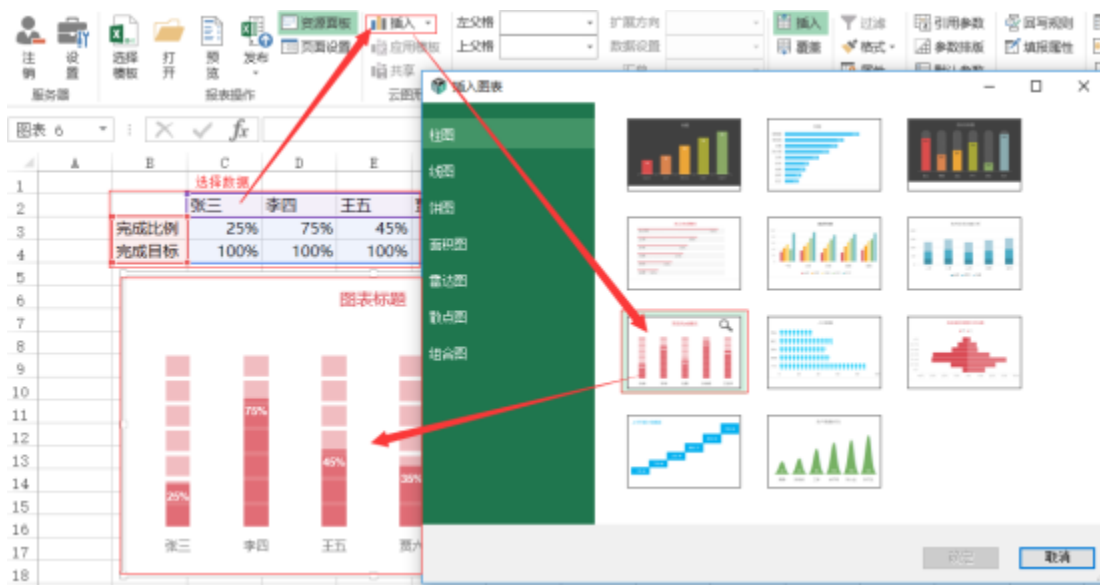 资源面板
插入
左父格
扩展方向
插入
过滤
引用参数
回写规则
页面设置
应用模板
上父格
数据设置
覆盖
格式
参数排版
填报属性
注销
设置
选择模板
打开
预览
发布
共享
服务器
报表操作
图表 6
fx
插入图表
A B C D E
1 选择数据
2 张三 李四 王五
3 完成比例 25% 75% 45%
4 完成目标 100% 100% 100%
5
6 图表标题
7
8
9
10
11 75%
12
13 45%
14 35%
15 25%
16
17 张三 李四 王五 贾六
18
柱图
线图
饼图
面积图
雷达图
散点图
组合图
确定
取消